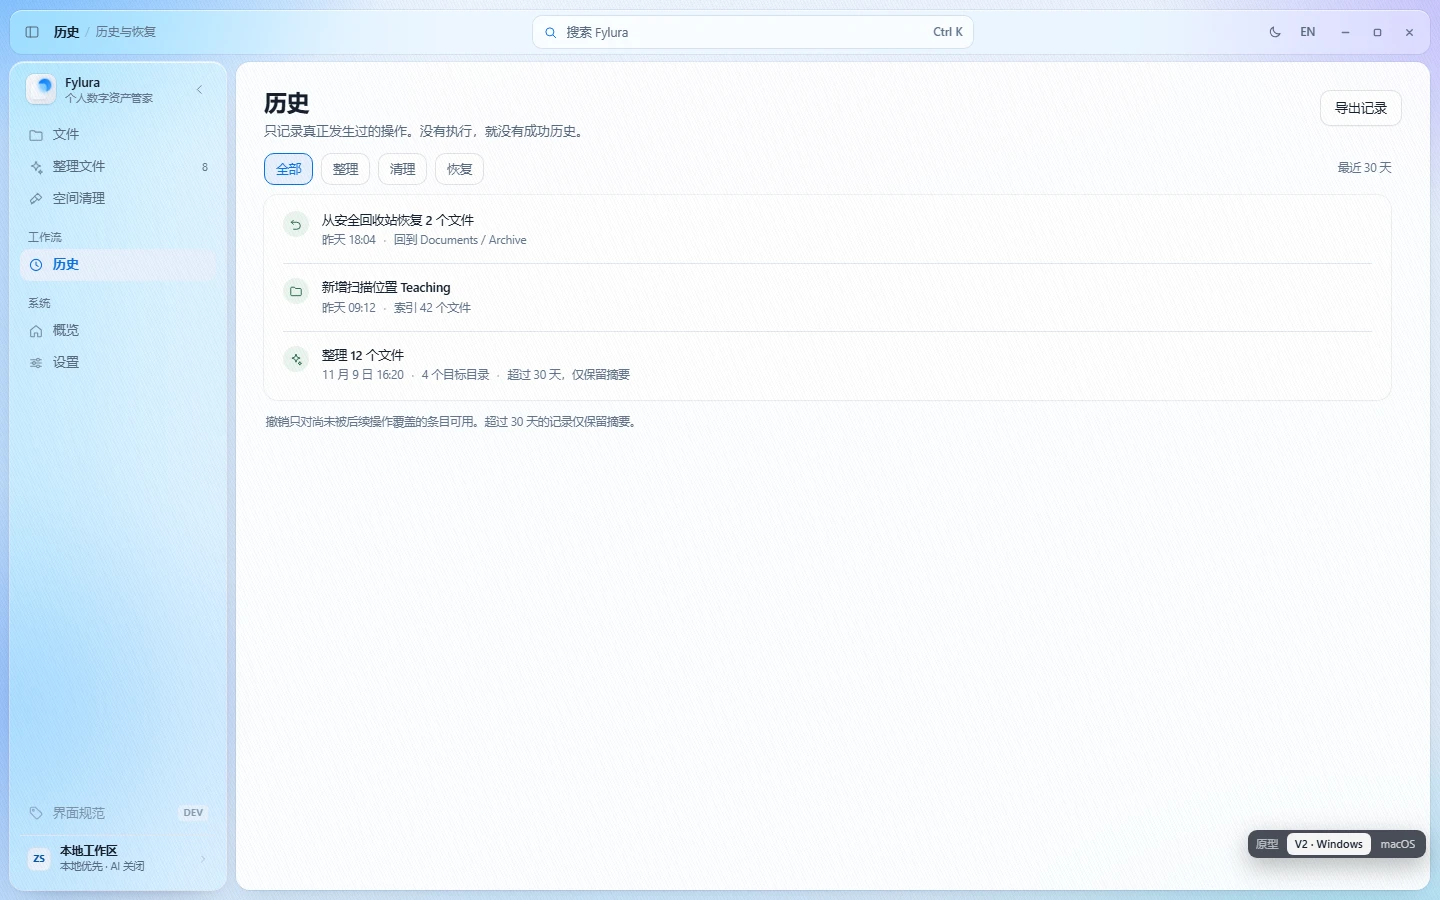 历史 / 历史与恢复
搜索 Fylura
Ctrl K
EN
Fylura
个人数字资产管家
文件
整理文件
8
空间清理
工作流
历史
系统
概览
设置
界面规范
DEV
ZS
本地工作区
本地优先 · AI 关闭
历史
只记录真正发生过的操作。没有执行，就没有成功历史。
导出记录
全部
整理
清理
恢复
最近 30 天
从安全回收站恢复 2 个文件
昨天 18:04 · 回到 Documents / Archive
新增扫描位置 Teaching
昨天 09:12 · 索引 42 个文件
整理 12 个文件
11 月 9 日 16:20 · 4 个目标目录 · 超过 30 天，仅保留摘要
撤销只对尚未被后续操作覆盖的条目可用。超过 30 天的记录仅保留摘要。
原型
V2 · Windows
macOS